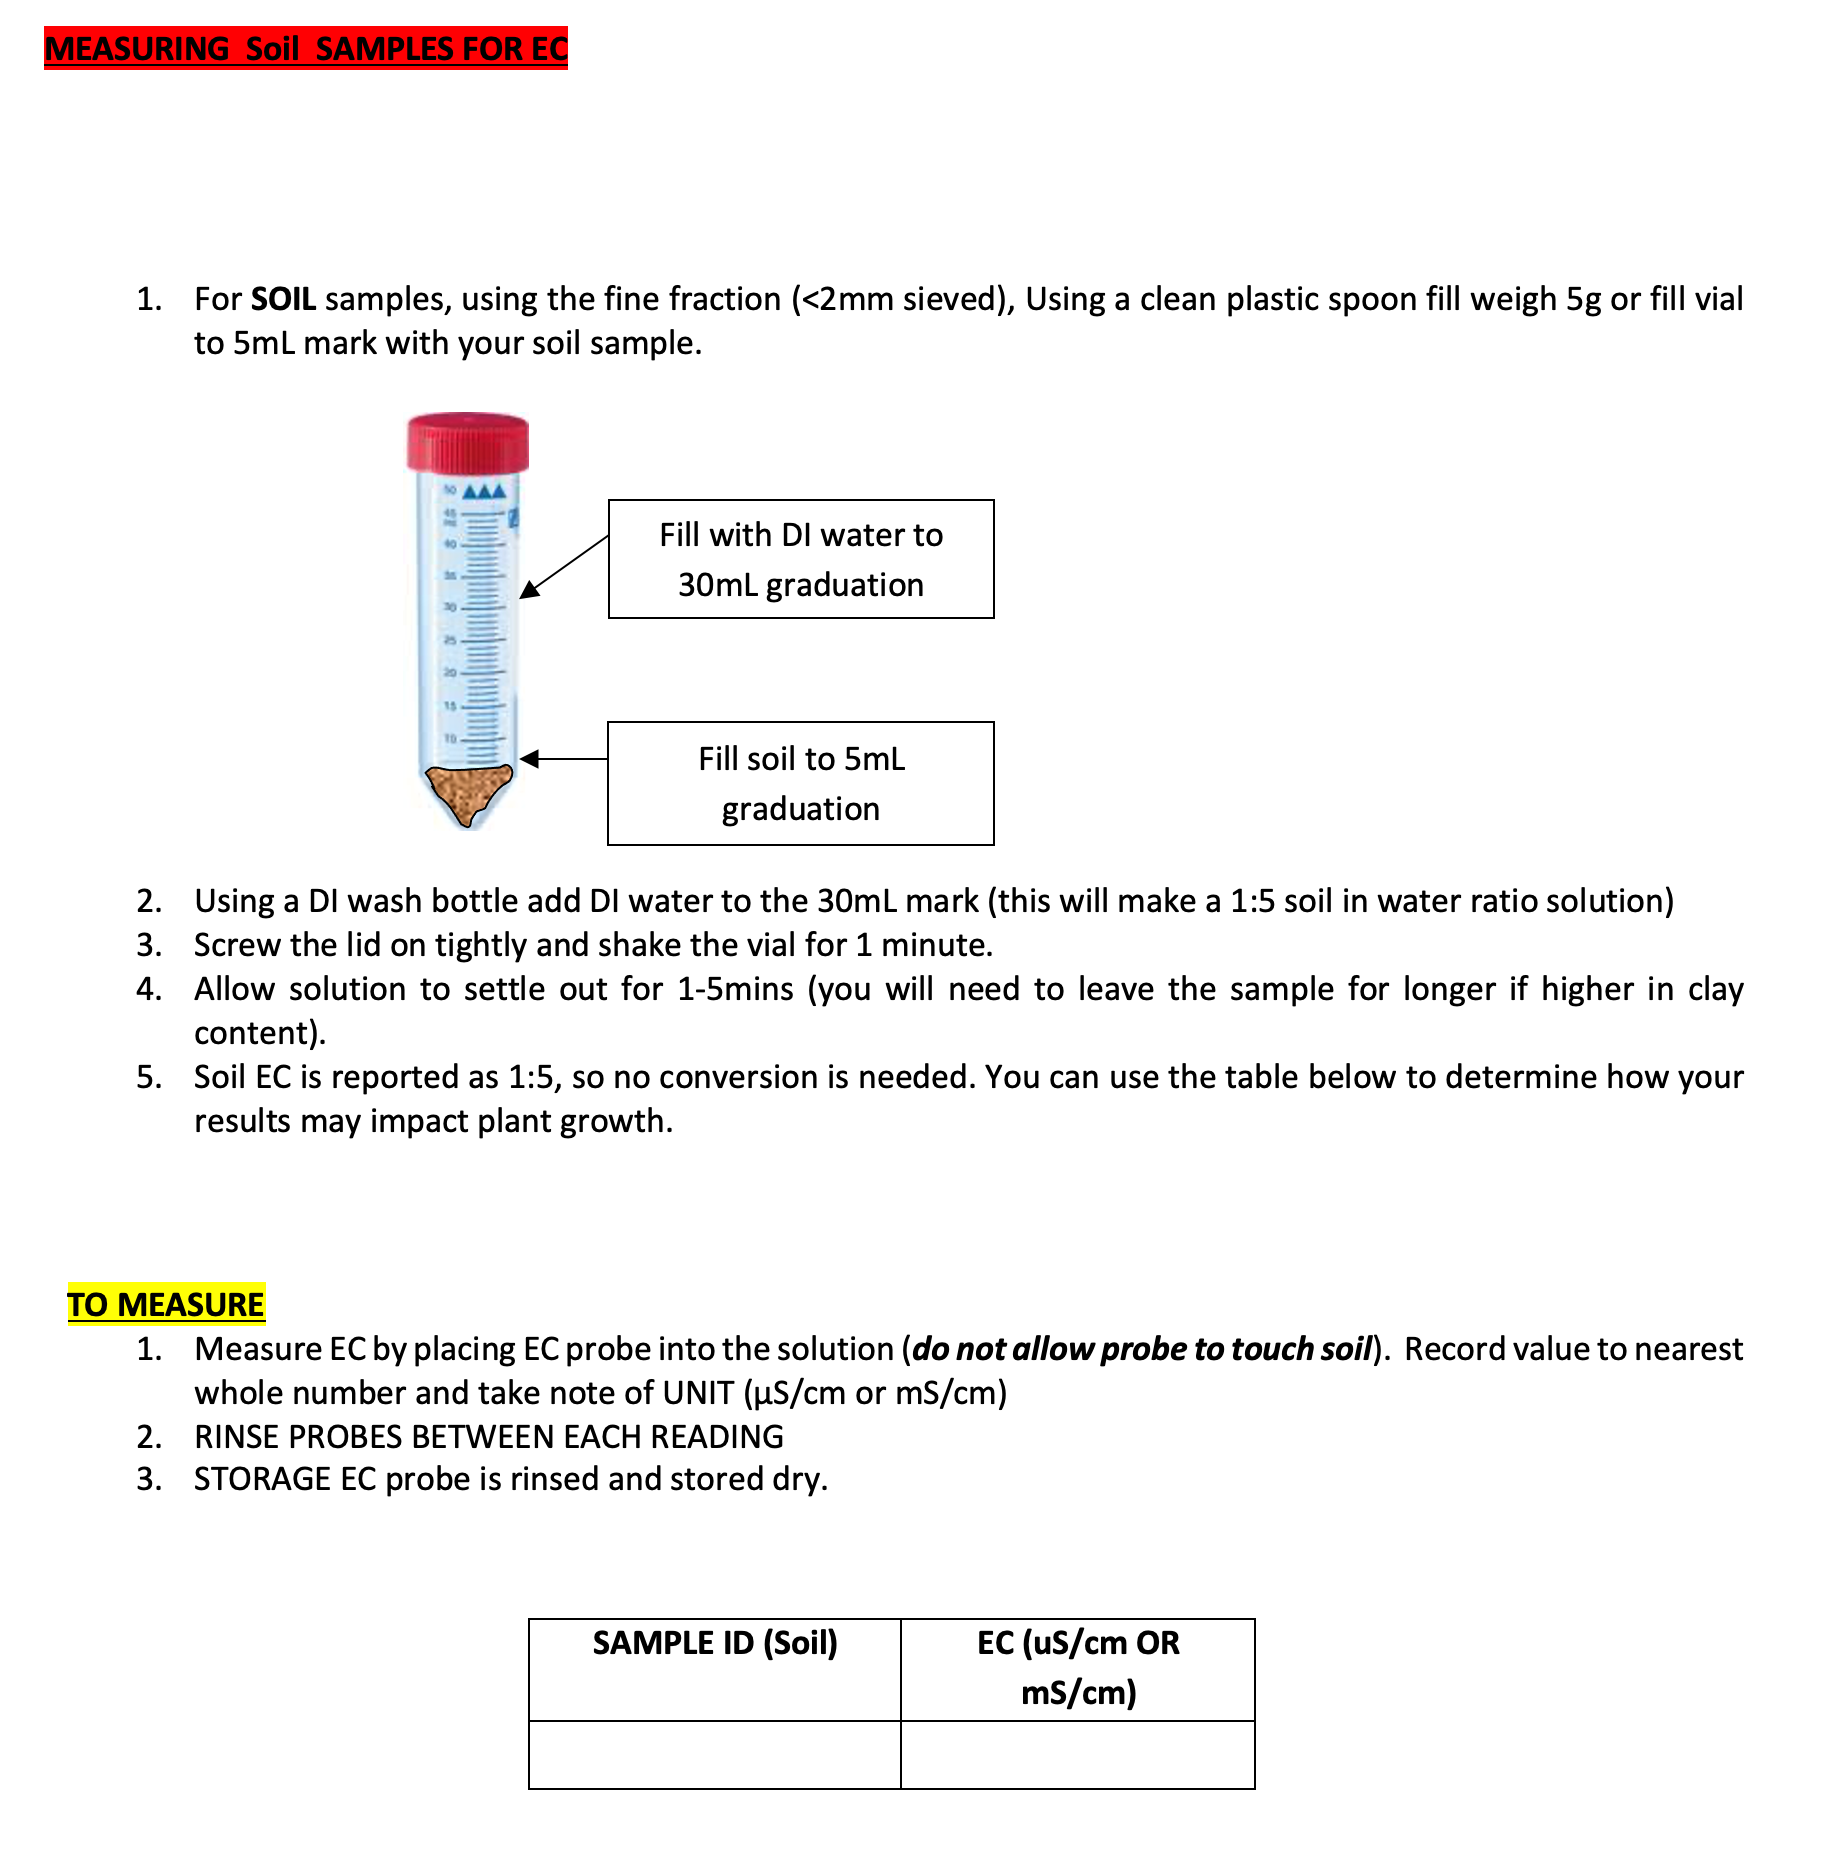 MEASURING Soil SAMPLES FOR EC
1. For SOIL samples, using the fine fraction (<2mm sieved), Using a clean plastic spoon fill weigh 5g or fill vial
to 5mL mark with your soil sample.
50
45
40
35
30
25
20
15
10
Fill with DI water to
30mL graduation
Fill soil to 5mL
graduation
2. Using a DI wash bottle add DI water to the 30mL mark (this will make a 1:5 soil in water ratio solution)
3. Screw the lid on tightly and shake the vial for 1 minute.
4. Allow solution to settle out for 1-5mins (you will need to leave the sample for longer if higher in clay
content).
5. Soil EC is reported as 1:5, so no conversion is needed. You can use the table below to determine how your
results may impact plant growth.
TO MEASURE
1. Measure EC by placing EC probe into the solution (do not allow probe to touch soil). Record value to nearest
whole number and take note of UNIT (µS/cm or mS/cm)
2. RINSE PROBES BETWEEN EACH READING
3. STORAGE EC probe is rinsed and stored dry.
SAMPLE ID (Soil)
EC (uS/cm OR
mS/cm)